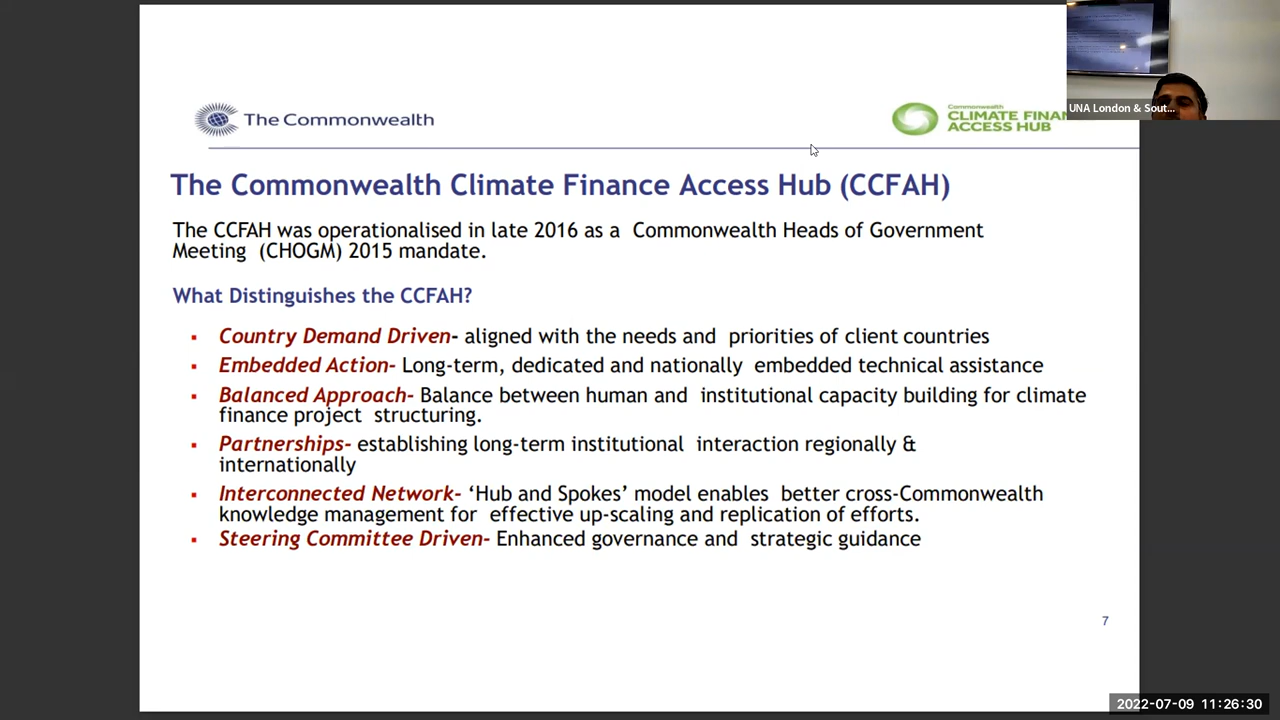 UNA London & Sout...
The Commonwealth
Commonwealth
CLIMATE FINAN
ACCESS HUB
The Commonwealth Climate Finance Access Hub (CCFAH)
The CCFAH was operationalised in late 2016 as a Commonwealth Heads of Government
Meeting (CHOGM) 2015 mandate.
What Distinguishes the CCFAH?
▪ Country Demand Driven- aligned with the needs and priorities of client countries
▪ Embedded Action- Long-term, dedicated and nationally embedded technical assistance
▪ Balanced Approach- Balance between human and institutional capacity building for climate
finance project structuring.
▪ Partnerships- establishing long-term institutional interaction regionally &
internationally
▪ Interconnected Network- ‘Hub and Spokes’ model enables better cross-Commonwealth
knowledge management for effective up-scaling and replication of efforts.
▪ Steering Committee Driven- Enhanced governance and strategic guidance
7
2022-07-09 11:26:30